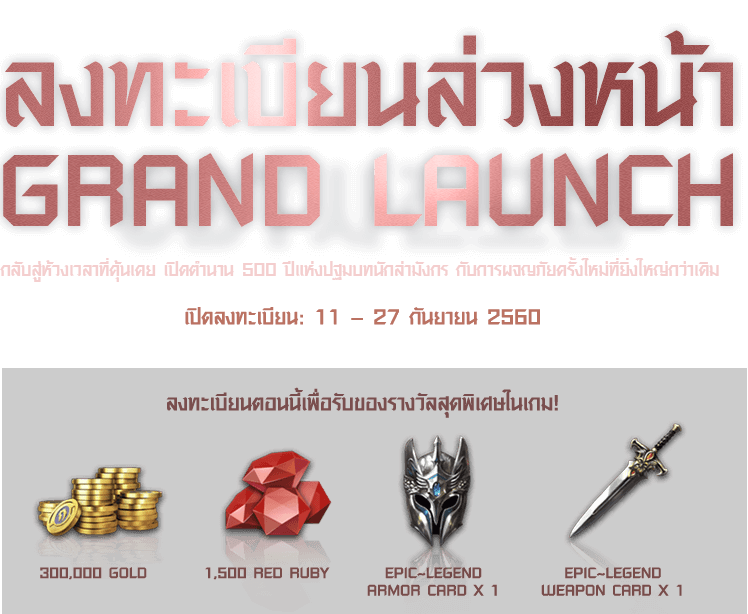 ลงทะเบียนล่วงหน้า
GRAND LAUNCH
กลับสู่ห้วงเวลาที่คุ้นเคย เปิดตำนาน 500 ปีแห่งปฐมบทนักล่ามังกร กับการผจญภัยครั้งใหม่ที่ยิ่งใหญ่กว่าเดิม
เปิดลงทะเบียน: 11 – 27 กันยายน 2560
ลงทะเบียนตอนนี้เพื่อรับของรางวัลสุดพิเศษในเกม!
300,000 GOLD
1,500 RED RUBY
EPIC~LEGEND
ARMOR CARD X 1
EPIC~LEGEND
WEAPON CARD X 1